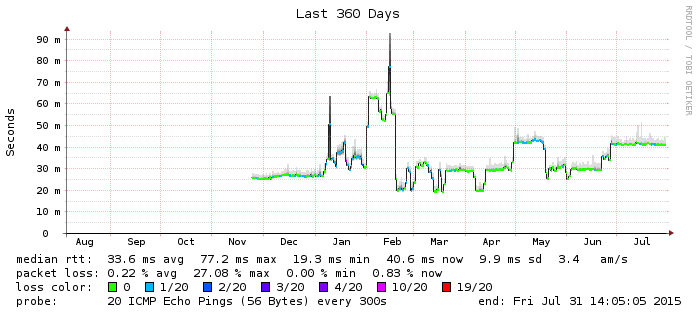 Last 360 Days
RRDTOOL / TOBI OETIKER
Seconds
90 m
80 m
70 m
60 m
50 m
40 m
30 m
20 m
10 m
0
Aug Sep Oct Nov Dec Jan Feb Mar Apr May Jun Jul
median rtt: 33.6 ms avg 77.2 ms max 19.3 ms min 40.6 ms now 9.9 ms sd 3.4 am/s
packet loss: 0.22 % avg 27.08 % max 0.00 % min 0.83 % now
loss color: 0 1/20 2/20 3/20 4/20 10/20 19/20
probe: 20 ICMP Echo Pings (56 Bytes) every 300s end: Fri Jul 31 14:05:05 2015